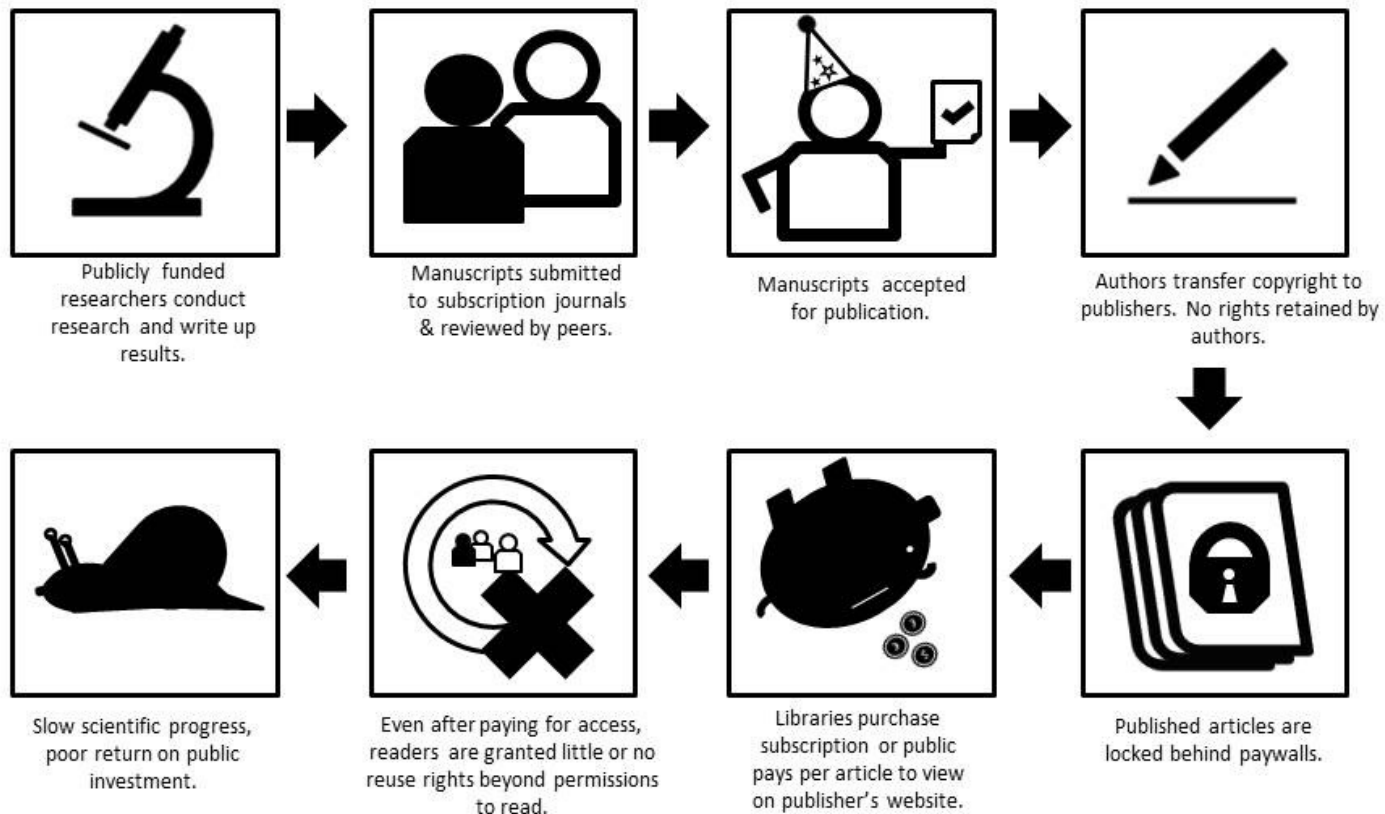 Publicly funded
researchers conduct
research and write up
results.
Manuscripts submitted
to subscription journals
& reviewed by peers.
Manuscripts accepted
for publication.
Authors transfer copyright to
publishers. No rights retained by
authors.
Published articles are
locked behind paywalls.
Libraries purchase
subscription or public
pays per article to view
on publisher's website.
Even after paying for access,
readers are granted little or no
reuse rights beyond permissions
to read.
Slow scientific progress,
poor return on public
investment.